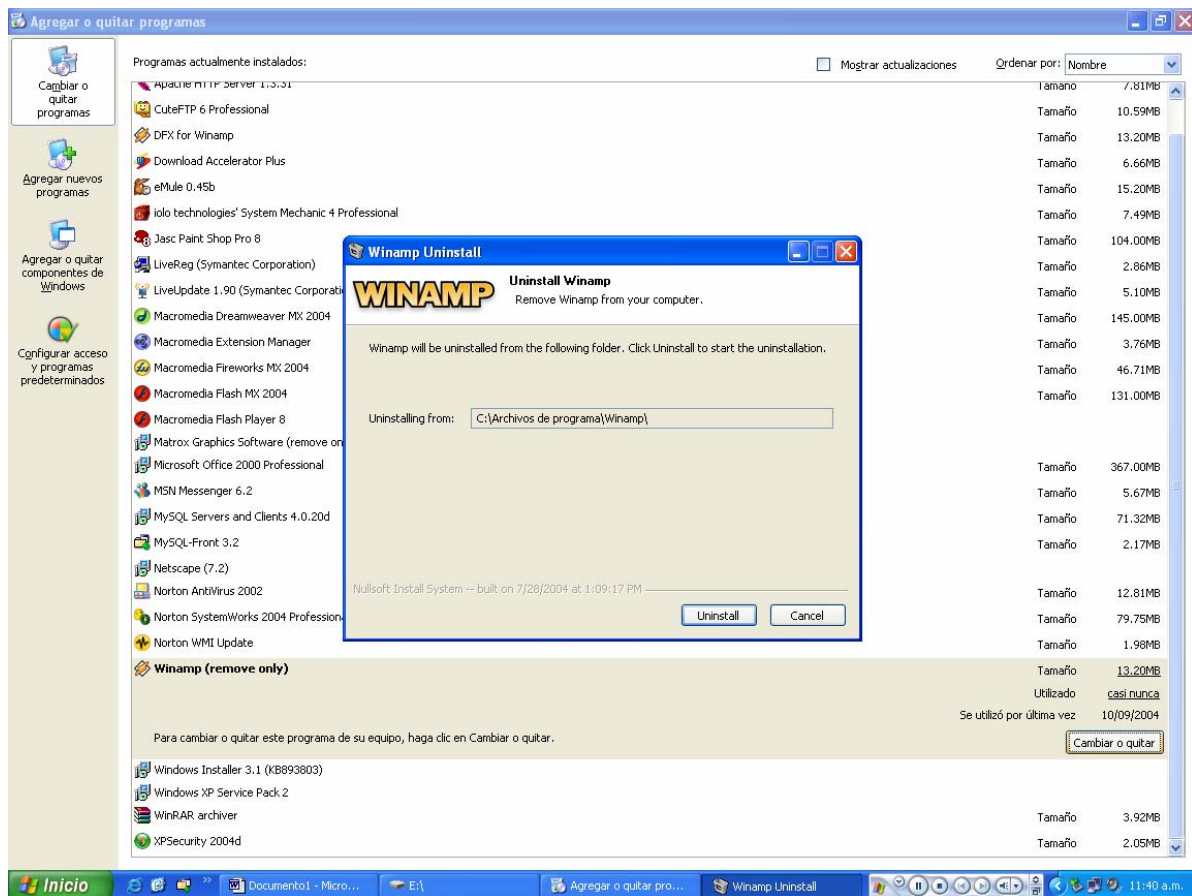 Agregar o quitar programas
Cambiar o
quitar
programas
Agregar nuevos
programas
Agregar o quitar
componentes de
Windows
Configurar acceso
y programas
predeterminados
Programas actualmente instalados:
Mostrar actualizaciones
Ordenar por: Nombre
Apache HTTP Server 1.3.31 Tamaño 7.81MB
CuteFTP 6 Professional Tamaño 10.59MB
DFX for Winamp Tamaño 13.20MB
Download Accelerator Plus Tamaño 6.66MB
eMule 0.45b Tamaño 15.20MB
iolo technologies' System Mechanic 4 Professional Tamaño 7.49MB
Jasc Paint Shop Pro 8 Tamaño 104.00MB
LiveReg (Symantec Corporation) Tamaño 2.86MB
LiveUpdate 1.90 (Symantec Corporati Tamaño 5.10MB
Macromedia Dreamweaver MX 2004 Tamaño 145.00MB
Macromedia Extension Manager Tamaño 3.76MB
Macromedia Fireworks MX 2004 Tamaño 46.71MB
Macromedia Flash MX 2004 Tamaño 131.00MB
Macromedia Flash Player 8
Matrox Graphics Software (remove on
Microsoft Office 2000 Professional Tamaño 367.00MB
MSN Messenger 6.2 Tamaño 5.67MB
MySQL Servers and Clients 4.0.20d Tamaño 71.32MB
MySQL-Front 3.2 Tamaño 2.17MB
Netscape (7.2)
Norton AntiVirus 2002 Tamaño 12.81MB
Norton SystemWorks 2004 Profession Tamaño 79.75MB
Norton WMI Update Tamaño 1.98MB
Winamp (remove only) Tamaño 13.20MB
Utilizado casi nunca
Se utilizó por última vez 10/09/2004
Para cambiar o quitar este programa de su equipo, haga clic en Cambiar o quitar.
Cambiar o quitar
Windows Installer 3.1 (KB893803)
Windows XP Service Pack 2
WinRAR archiver Tamaño 3.92MB
XPSecurity 2004d Tamaño 2.05MB
Winamp Uninstall
WINAMP
Uninstall Winamp
Remove Winamp from your computer.
Winamp will be uninstalled from the following folder. Click Uninstall to start the uninstallation.
Uninstalling from: C:\Archivos de programa\Winamp\
Nullsoft Install System -- built on 7/28/2004 at 1:09:17 PM
Uninstall Cancel
Inicio
Documento1 - Micro...
E:\
Agregar o quitar pro...
Winamp Uninstall
11:40 a.m.